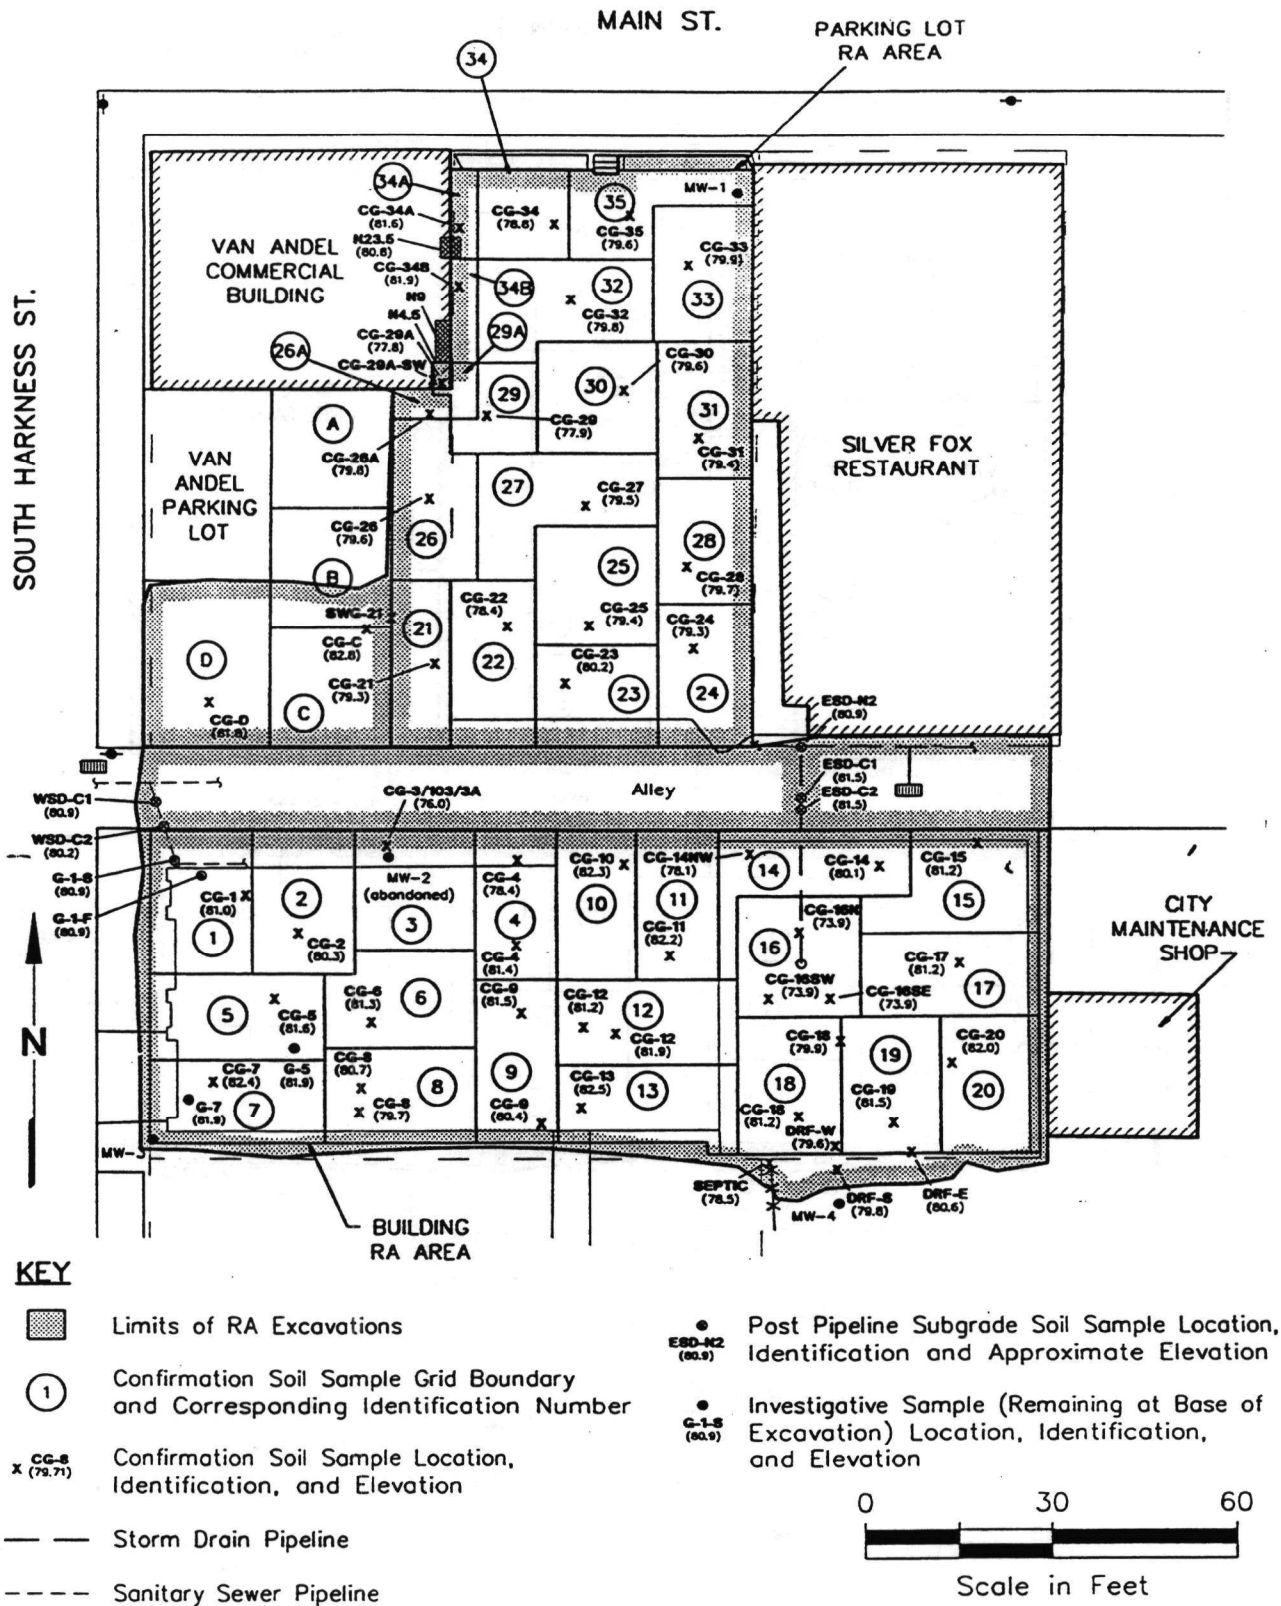 MAIN ST.
PARKING LOT
RA AREA
34
34A
CG-34A
(81.6)
N23.5
(80.8)
CG-34B
(81.9)
N9
N4.5
CG-29A
(77.8)
CG-29A-SW
26A
VAN ANDEL
COMMERCIAL
BUILDING
SOUTH HARKNESS ST.
CG-34
(78.8)
35
CG-35
(79.6)
MW-1
CG-33
(79.9)
33
34B
32
CG-32
(79.8)
29A
29
CG-29
(77.9)
30
CG-30
(79.6)
31
CG-31
(79.4)
SILVER FOX
RESTAURANT
VAN
ANDEL
PARKING
LOT
A
CG-26A
(79.8)
CG-26
(79.6)
26
27
CG-27
(79.5)
28
CG-28
(79.7)
B
25
CG-25
(79.4)
SWG-21
CG-C
(82.8)
21
CG-21
(79.3)
CG-22
(78.4)
22
CG-23
(80.2)
23
CG-24
(79.3)
24
D
CG-D
(81.8)
C
ESD-N2
(80.9)
ESD-C1
(81.5)
ESD-C2
(81.5)
Alley
CG-3/103/3A
(76.0)
WSD-C1
(80.9)
WSD-C2
(80.2)
G-1-S
(80.9)
G-1-F
(80.9)
CG-1
(81.0)
1
2
CG-2
(80.3)
MW-2
(abandoned)
3
CG-4
(78.4)
4
CG-4
(81.4)
CG-10
(82.3)
10
CG-14NW
(78.1)
11
CG-11
(82.2)
14
CG-14
(80.1)
CG-15
(81.2)
15
CG-16N
(73.9)
16
CG-16SW
(73.9)
CG-16SE
(73.9)
CG-17
(81.2)
17
CITY
MAINTENANCE
SHOP
5
CG-5
(81.6)
G-5
(81.9)
CG-6
(81.3)
6
CG-9
(81.5)
9
CG-9
(80.4)
CG-12
(81.2)
12
CG-12
(81.9)
CG-7
(82.4)
G-7
(81.9)
7
CG-8
(80.7)
CG-8
(79.7)
8
CG-13
(82.5)
13
CG-18
(79.9)
18
CG-18
(81.2)
19
CG-19
(81.5)
CG-20
(82.0)
20
DRF-W
(79.6)
MW-3
SEPTIC
(78.5)
MW-4
DRF-S
(79.8)
DRF-E
(80.6)
N
BUILDING
RA AREA
KEY
Limits of RA Excavations
1
Confirmation Soil Sample Grid Boundary
and Corresponding Identification Number
x CG-8
(79.71)
Confirmation Soil Sample Location,
Identification, and Elevation
Storm Drain Pipeline
Sanitary Sewer Pipeline
ESD-N2
(80.9)
Post Pipeline Subgrade Soil Sample Location,
Identification and Approximate Elevation
G-1-S
(80.9)
Investigative Sample (Remaining at Base of
Excavation) Location, Identification,
and Elevation
0 30 60
Scale in Feet